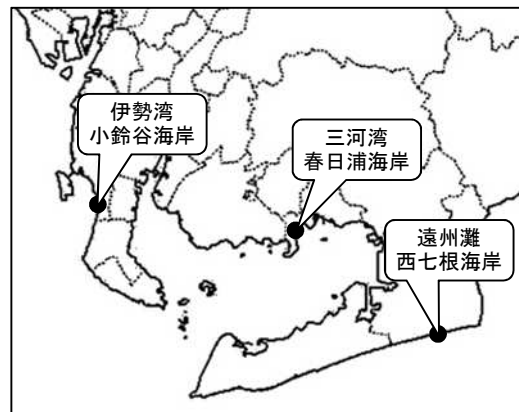 伊勢湾
小鈴谷海岸
三河湾
春日浦海岸
遠州灘
西七根海岸